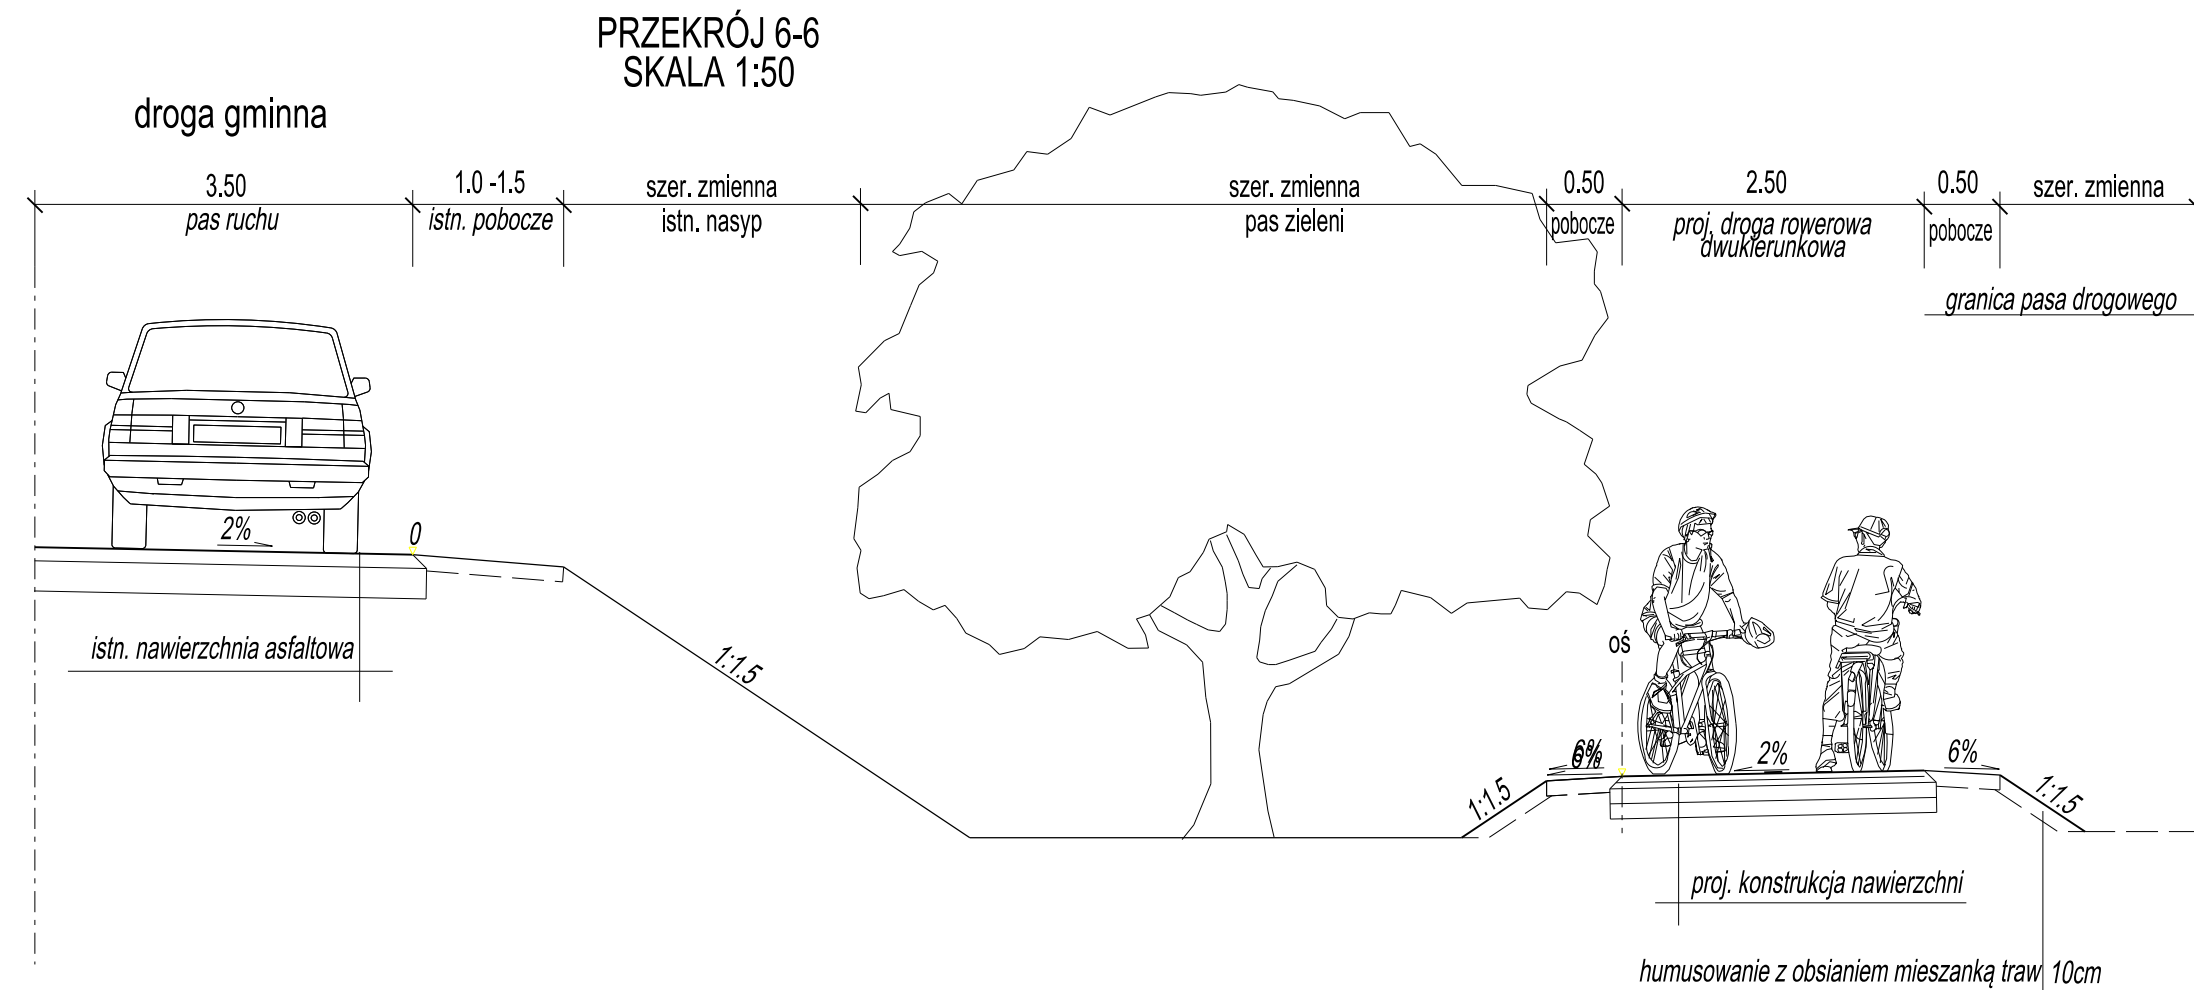 PRZEKRÓJ 6-6
SKALA 1:50
droga gminna
3.50
pas ruchu
1.0 -1.5
istn. pobocze
szer. zmienna
istn. nasyp
szer. zmienna
pas zieleni
0.50
pobocze
2.50
proj. droga rowerowa
dwukierunkowa
0.50
pobocze
szer. zmienna
granica pasa drogowego
2%
0
istn. nawierzchnia asfaltowa
1:1.5
oś
1:1.5
6%
2%
6%
1:1.5
proj. konstrukcja nawierzchni
humusowanie z obsianiem mieszanką traw 10cm